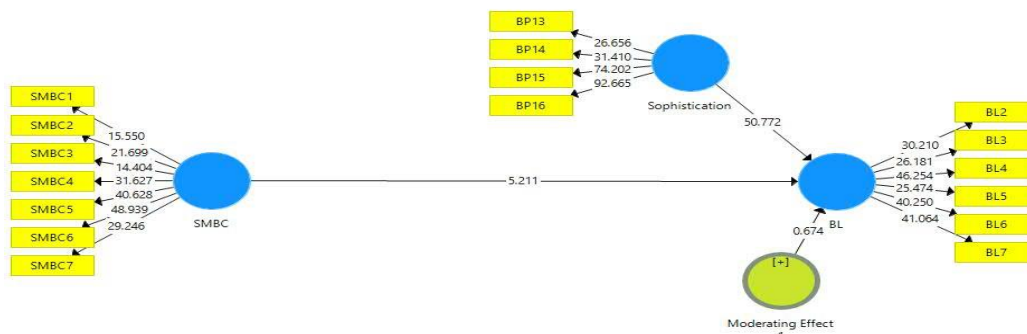 BP13
26.656
BP14
31.410
BP15
74.202
BP16
92.665
Sophistication
50.772
SMBC1
15.550
SMBC2
21.699
SMBC3
14.404
SMBC4
31.627
SMBC5
40.628
SMBC6
48.939
SMBC7
29.246
SMBC
5.211
BL2
30.210
BL3
26.181
BL4
46.254
BL5
25.474
BL6
40.250
BL7
41.064
BL
0.674
[+]
Moderating Effect
1